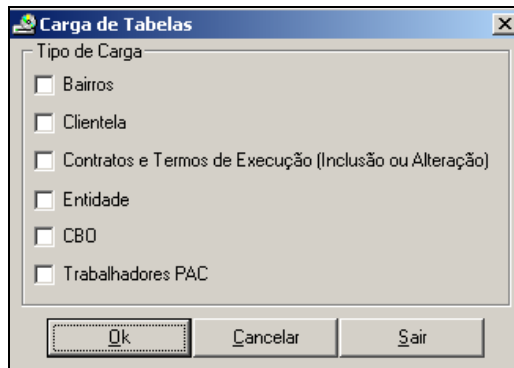 Carga de Tabelas
Tipo de Carga
Bairros
Clientela
Contratos e Termos de Execução (Inclusão ou Alteração)
Entidade
CBO
Trabalhadores PAC
Ok Cancelar Sair